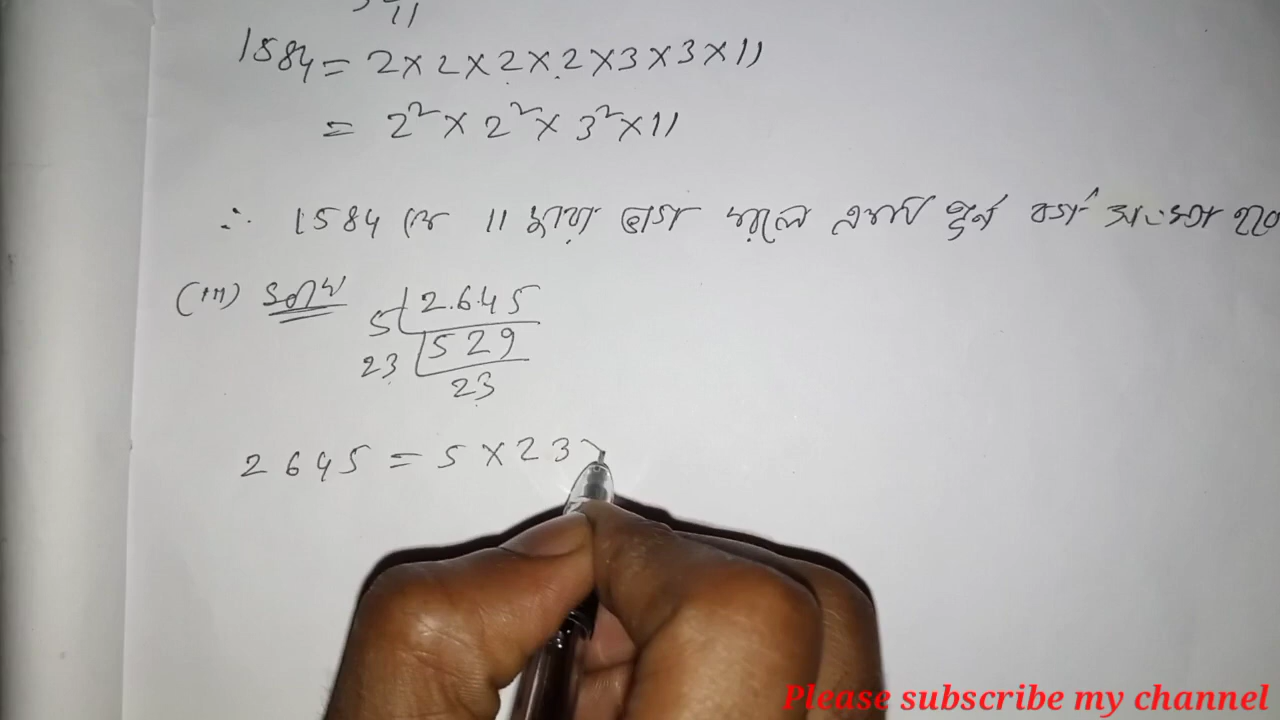 11
1584 = 2 × 2 × 2 × 2 × 3 × 3 × 11
= 2² × 2² × 3² × 11
∴ 1584 কে 11 দ্বারা ভাগ করলে একটি পূর্ণ বর্গ সংখ্যা হবে
(iii) সমাধান
5 2645
23 529
23
2645 = 5 × 23
Please subscribe my channel